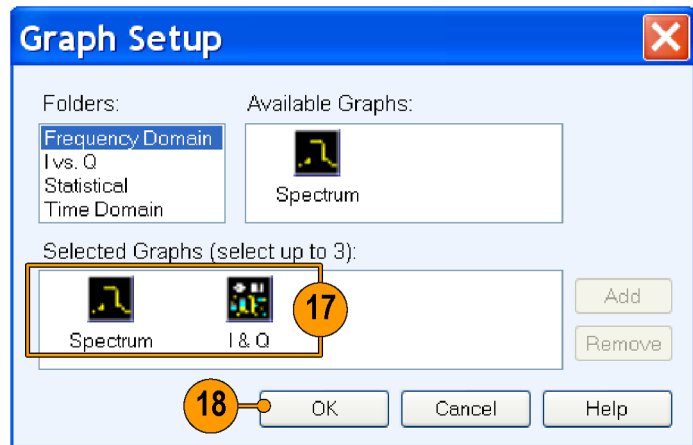 Graph Setup
Folders:
Available Graphs:
Frequency Domain
I vs. Q
Statistical
Time Domain
Spectrum
Selected Graphs (select up to 3):
Spectrum
I & Q
17
Add
Remove
18
OK
Cancel
Help